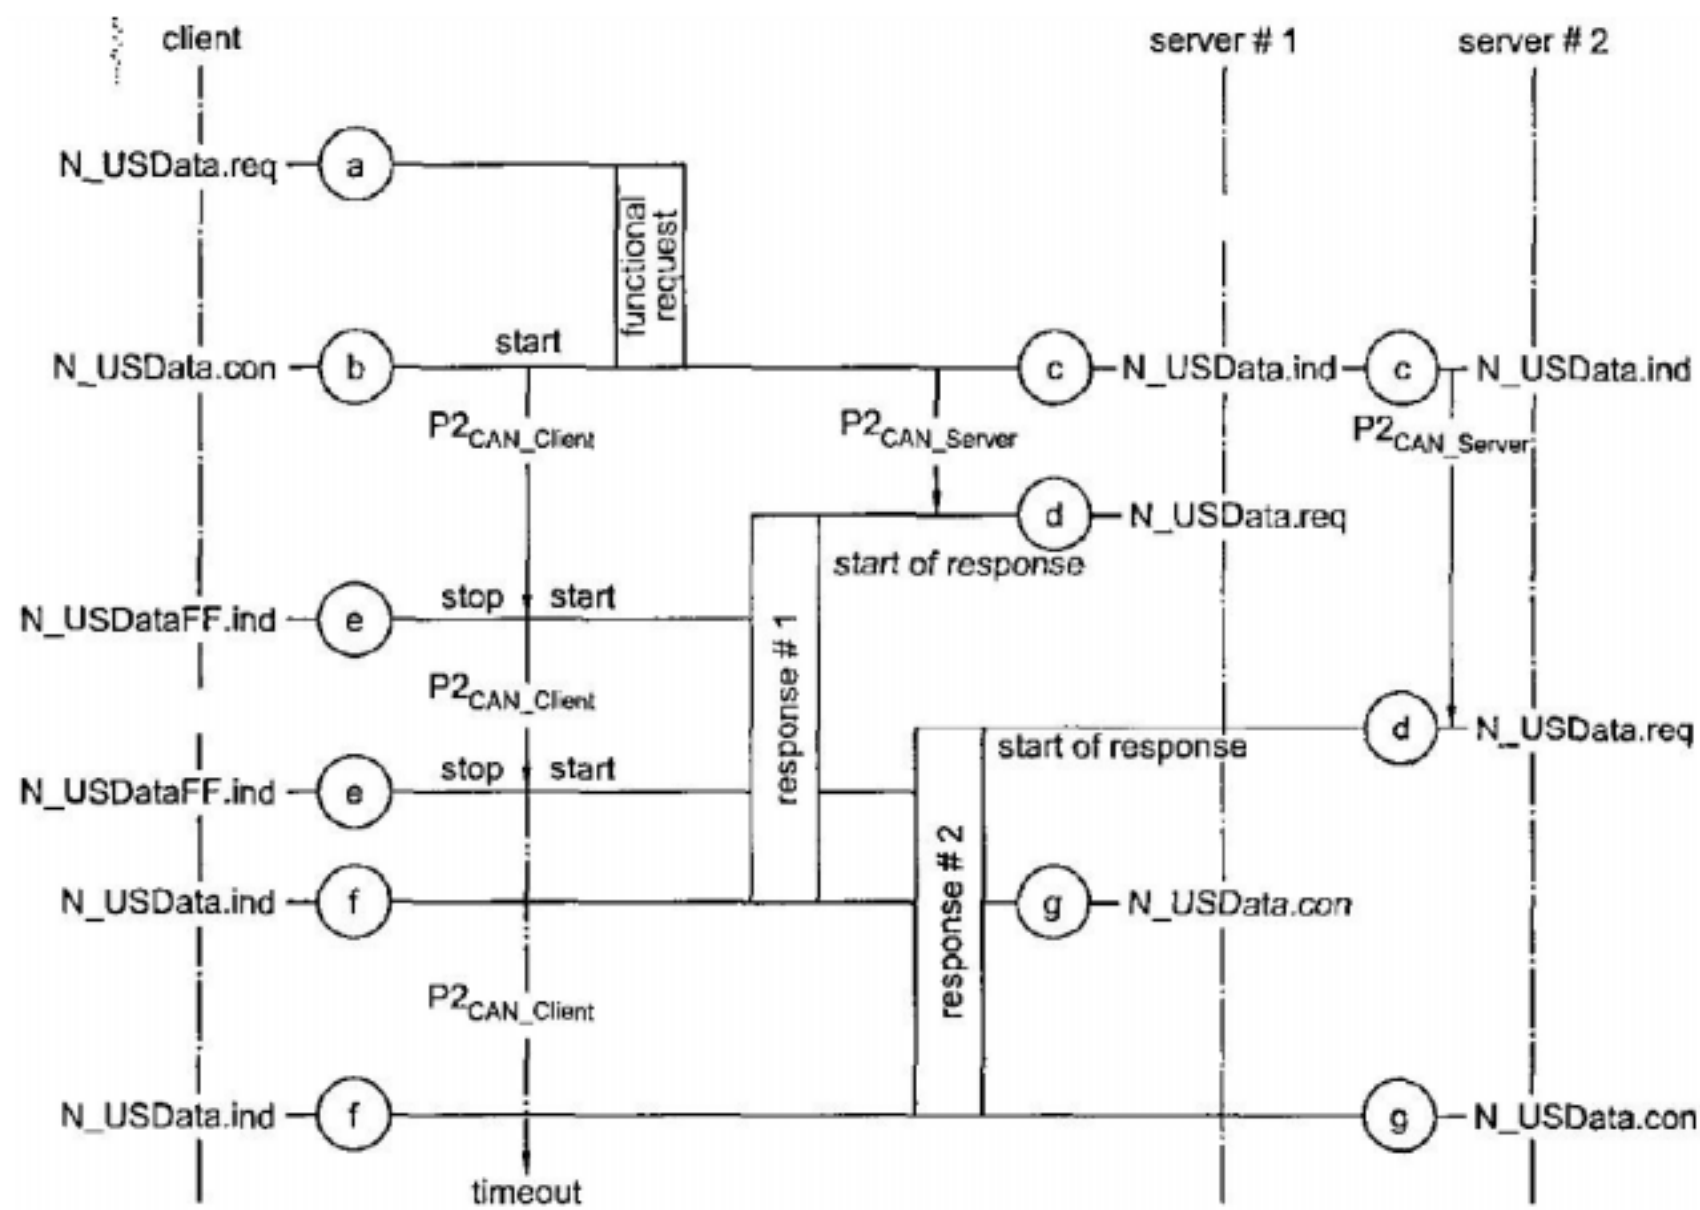 client
server # 1
server # 2
N_USData.req
a
functional
request
N_USData.con
b
start
c
N_USData.ind
c
N_USData.ind
P2CAN_Client
P2CAN_Server
P2CAN_Server
d
N_USData.req
start of response
N_USDataFF.ind
e
stop
start
response # 1
P2CAN_Client
d
N_USData.req
start of response
N_USDataFF.ind
e
stop
start
response # 2
N_USData.ind
f
g
N_USData.con
P2CAN_Client
N_USData.ind
f
g
N_USData.con
timeout